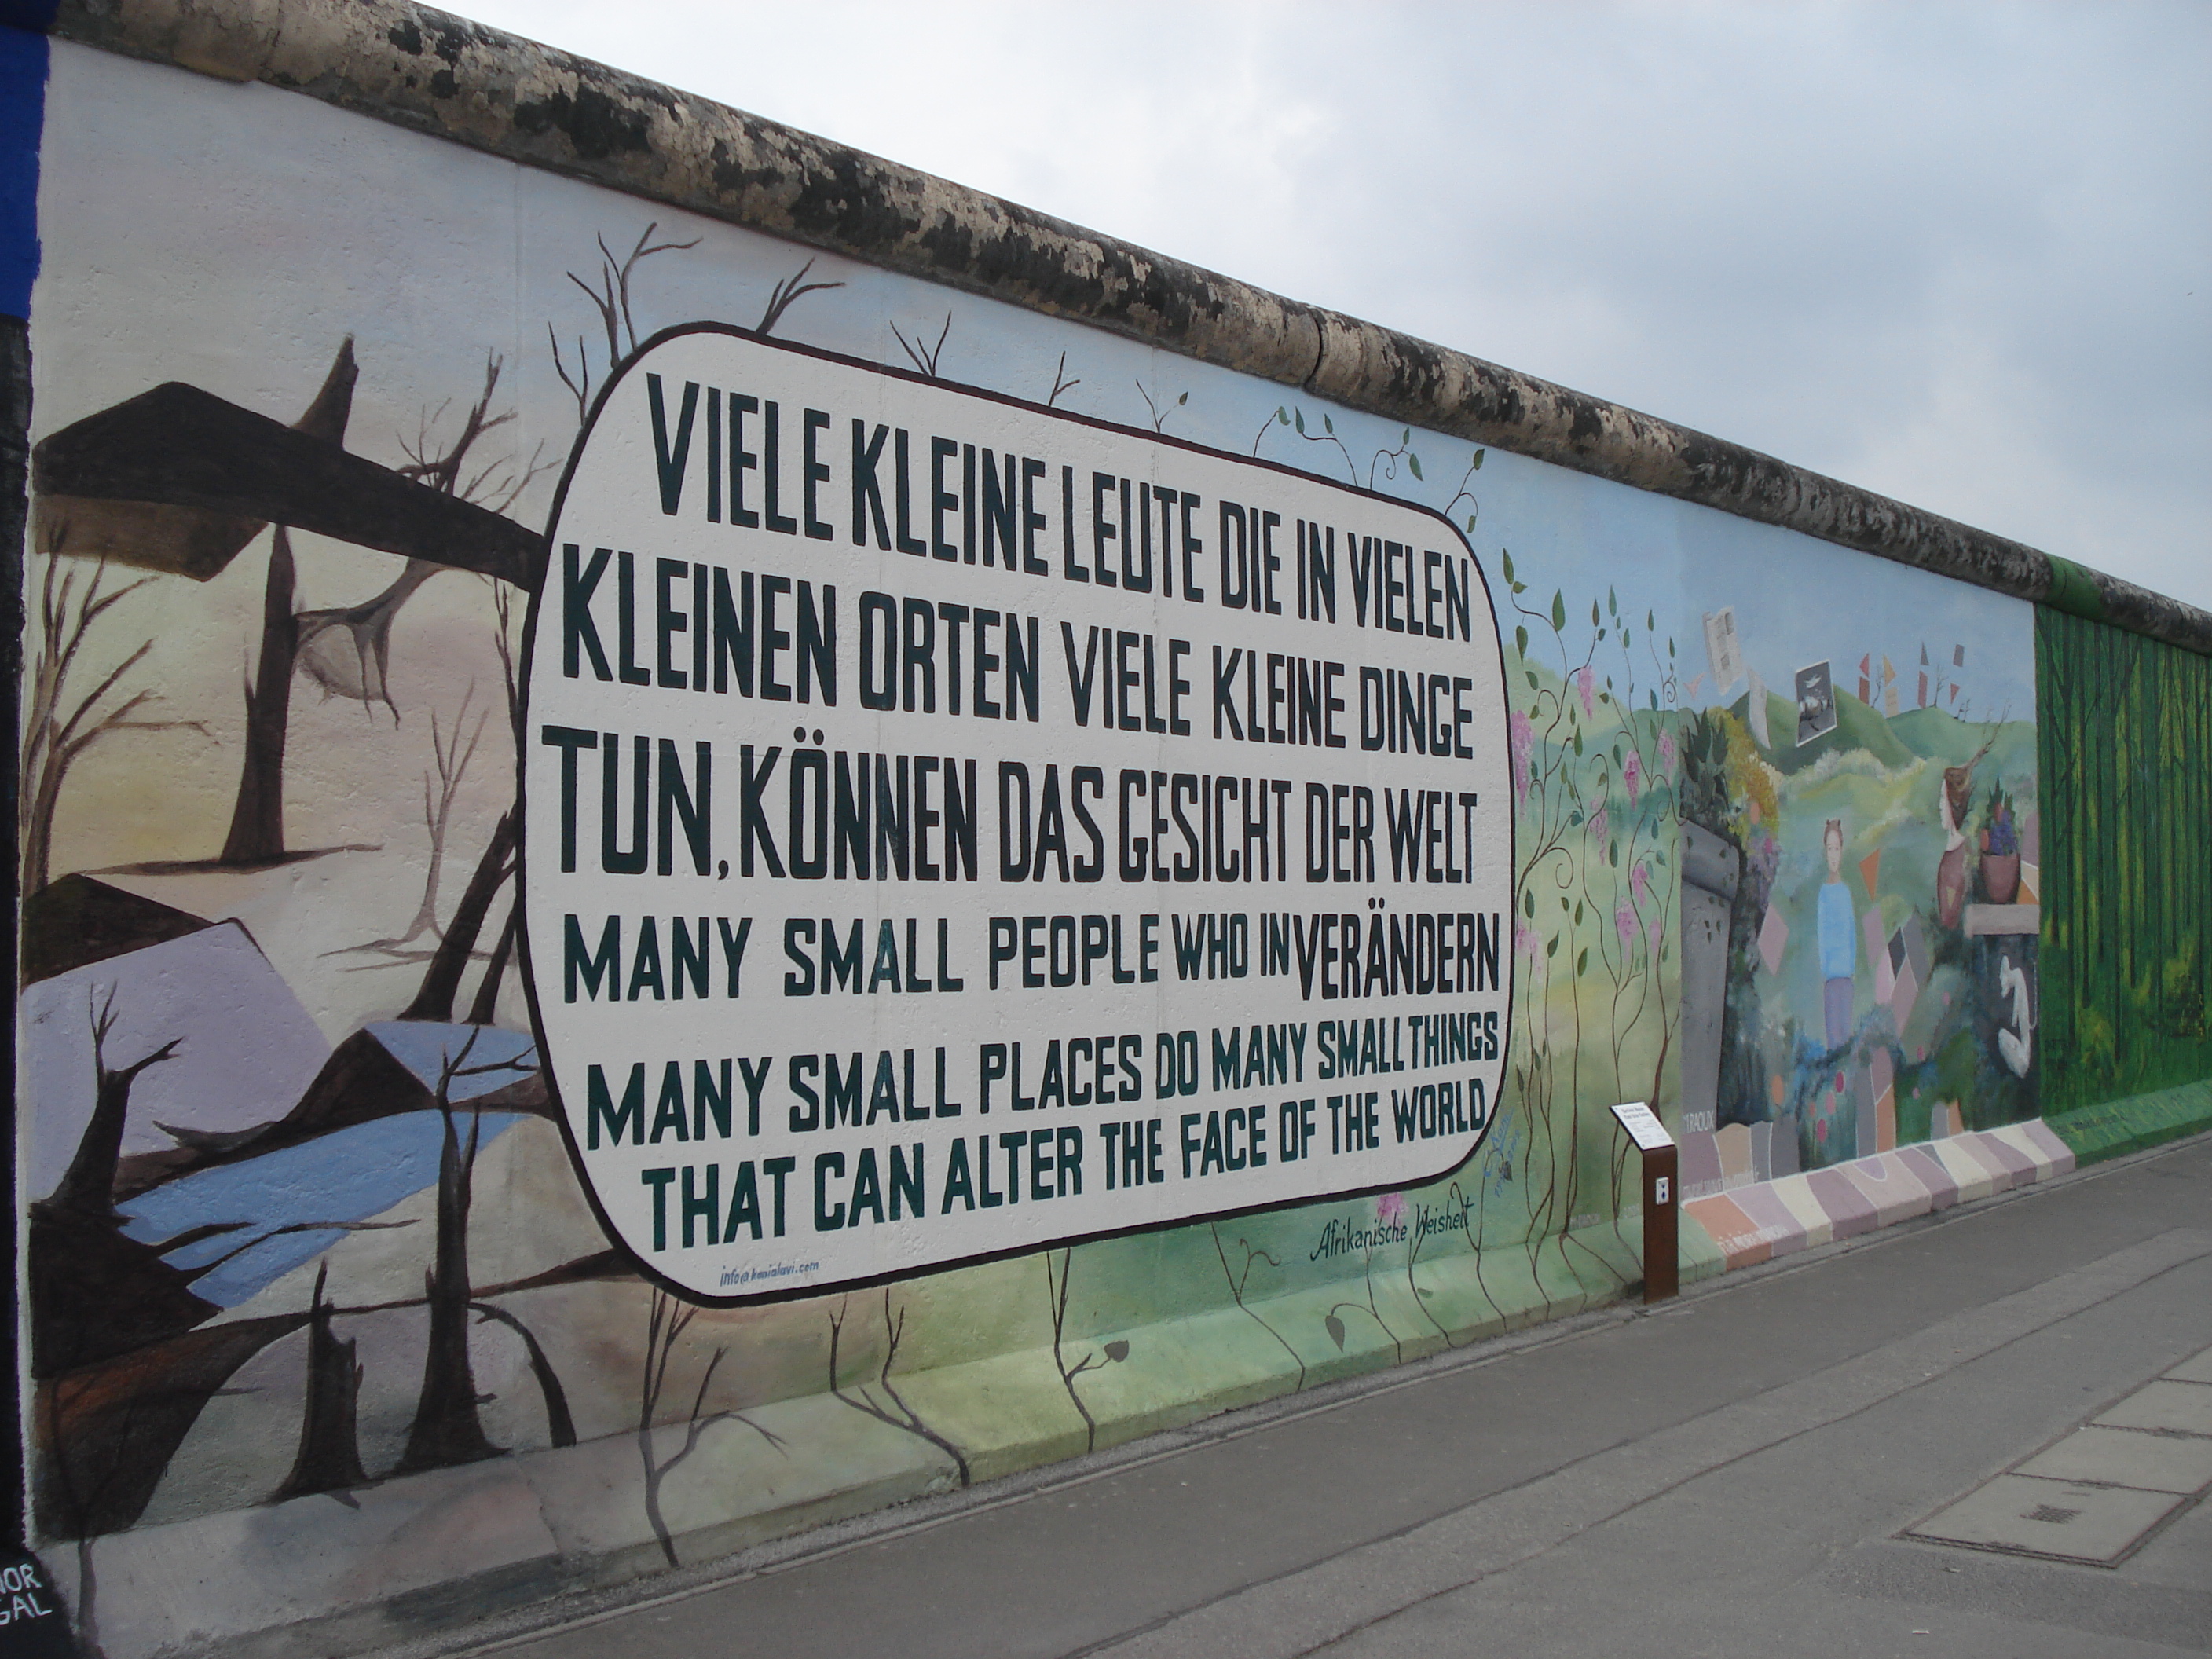 VIELE KLEINE LEUTE DIE IN VIELEN
KLEINEN ORTEN VIELE KLEINE DINGE
TUN, KÖNNEN DAS GESICHT DER WELT
VERÄNDERN
MANY SMALL PEOPLE WHO IN
MANY SMALL PLACES DO MANY SMALL THINGS
THAT CAN ALTER THE FACE OF THE WORLD
Afrikanische Weisheit